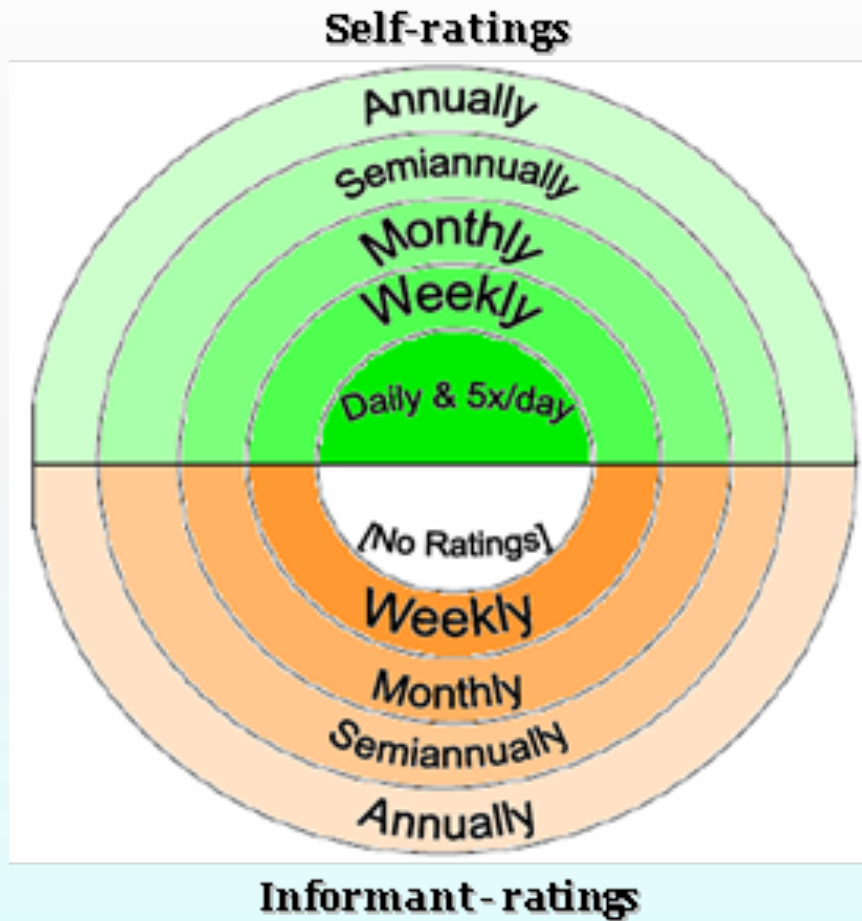 Self-ratings
Annually
Semiannually
Monthly
Weekly
Daily & 5x/day
[No Ratings]
Weekly
Monthly
Semiannually
Annually
Informant-ratings